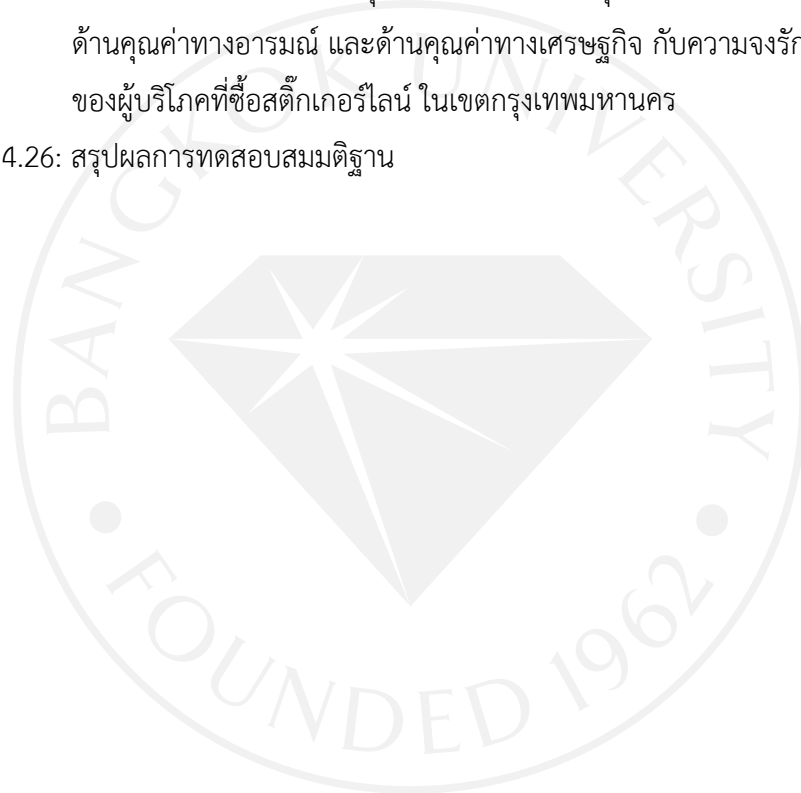 ด้านคุณค่าทางอารมณ์ และด้านคุณค่าทางเศรษฐกิจ กับความจงรัก
ของผู้บริโภคที่ซื้อสติ๊กเกอร์ไลน์ ในเขตกรุงเทพมหานคร
4.26: สรุปผลการทดสอบสมมติฐาน
BANGKOK UNIVERSITY
• FOUNDED 1962 •